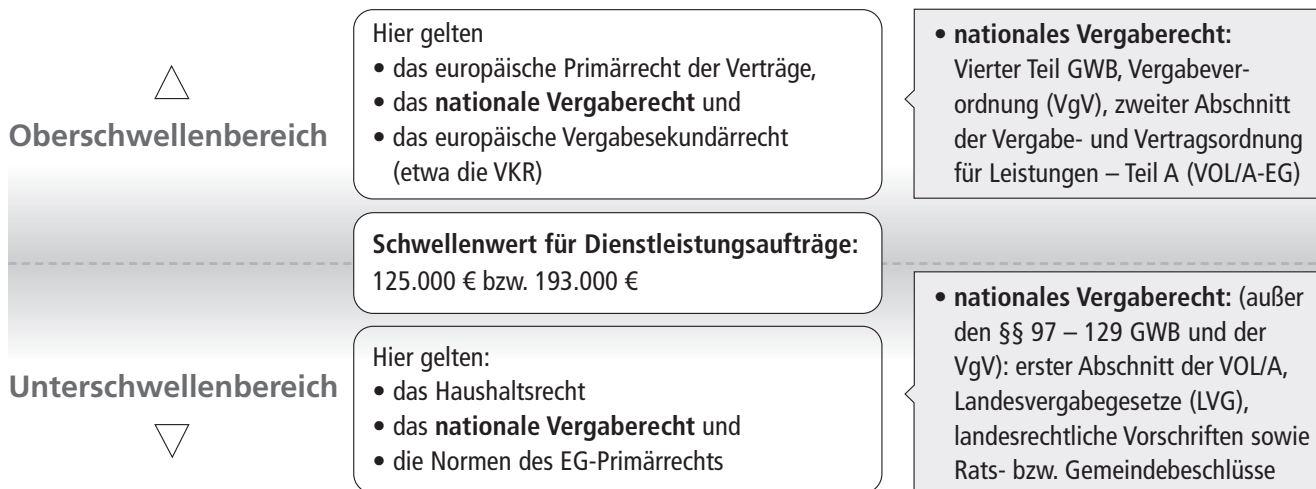 Oberschwellenbereich
Hier gelten
• das europäische Primärrecht der Verträge,
• das nationale Vergaberecht und
• das europäische Vergabesekundärrecht
(etwa die VKR)
• nationales Vergaberecht:
Vierter Teil GWB, Vergabever-
ordnung (VgV), zweiter Abschnitt
der Vergabe- und Vertragsordnung
für Leistungen – Teil A (VOL/A-EG)
Schwellenwert für Dienstleistungsaufträge:
125.000 € bzw. 193.000 €
Unterschwellenbereich
Hier gelten:
• das Haushaltsrecht
• das nationale Vergaberecht und
• die Normen des EG-Primärrechts
• nationales Vergaberecht: (außer
den §§ 97 – 129 GWB und der
VgV): erster Abschnitt der VOL/A,
Landesvergabegesetze (LVG),
landesrechtliche Vorschriften sowie
Rats- bzw. Gemeindebeschlüsse